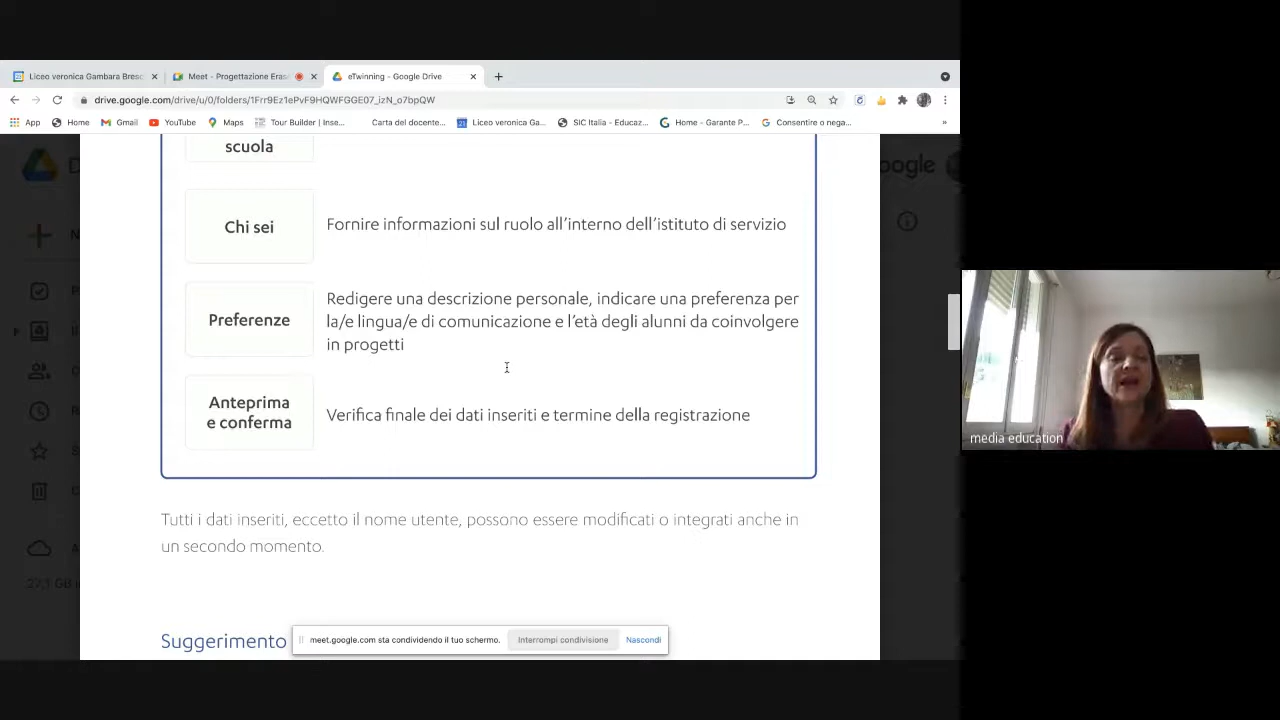 Liceo veronica Gambara Bresc
Meet - Progettazione Eras
eTwinning - Google Drive
drive.google.com/drive/u/0/folders/1Frr9Ez1ePvF9HQWFGGE07_izN_o7bpQW
App Home Gmail YouTube Maps Tour Builder | Inse... Carta del docente... Liceo veronica Ga... SIC Italia - Educaz... Home - Garante P... Consentire o nega... »
scuola
Chi sei
Fornire informazioni sul ruolo all'interno dell'istituto di servizio
Preferenze
Redigere una descrizione personale, indicare una preferenza per
la/e lingua/e di comunicazione e l'età degli alunni da coinvolgere
in progetti
Anteprima
e conferma
Verifica finale dei dati inseriti e termine della registrazione
Tutti i dati inseriti, eccetto il nome utente, possono essere modificati o integrati anche in
un secondo momento.
Suggerimento
meet.google.com sta condividendo il tuo schermo. Interrompi condivisione Nascondi
27,1 GB
media education